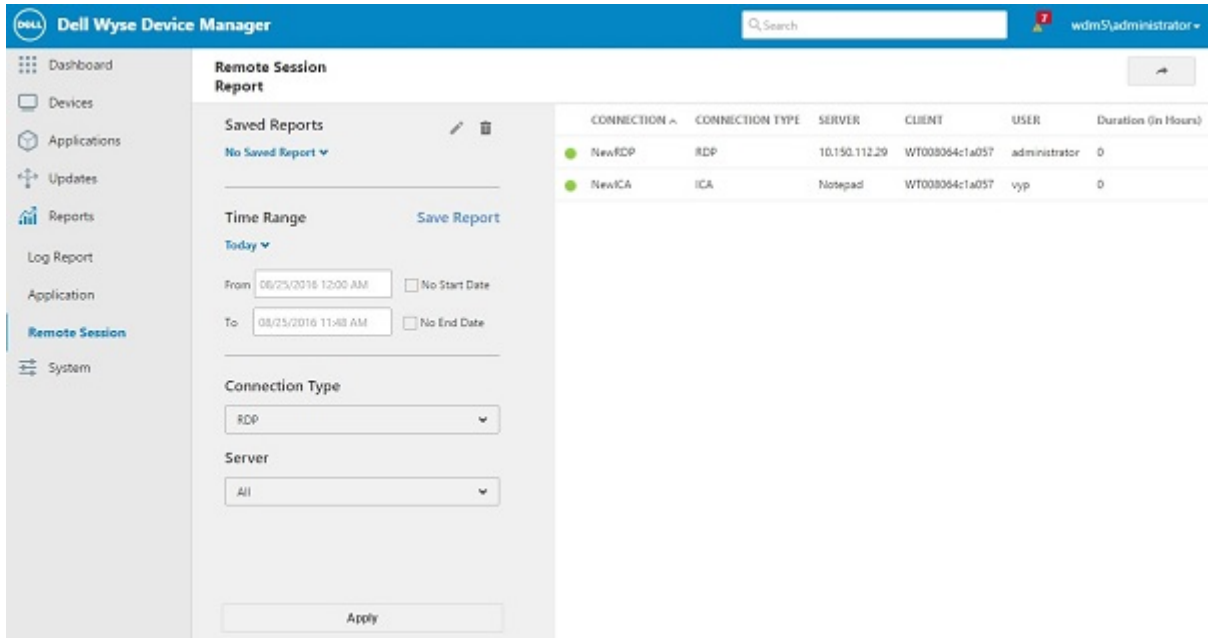 DELL Dell Wyse Device Manager
Search
7
wdm5\administrator
Dashboard
Devices
Applications
Updates
Reports
Log Report
Application
Remote Session
System
Remote Session
Report
Saved Reports
No Saved Report
Time Range Save Report
Today
From 08/25/2016 12:00 AM No Start Date
To 08/25/2016 11:48 AM No End Date
Connection Type
RDP
Server
All
Apply
CONNECTION CONNECTION TYPE SERVER CLIENT USER Duration (in Hours)
NewRDP RDP 10.150.112.29 WT008064c1a057 administrator 0
NewICA ICA Notepad WT008064c1a057 vyp 0